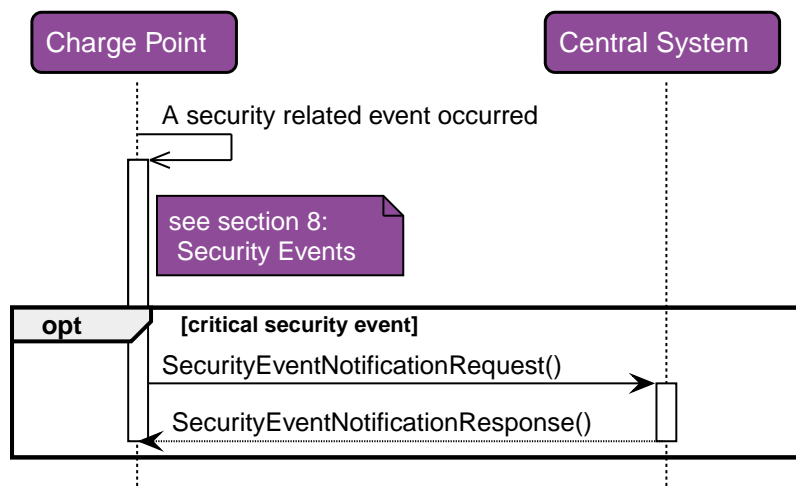 Charge Point
Central System
A security related event occurred
see section 8:
Security Events
opt
[critical security event]
SecurityEventNotificationRequest()
SecurityEventNotificationResponse()